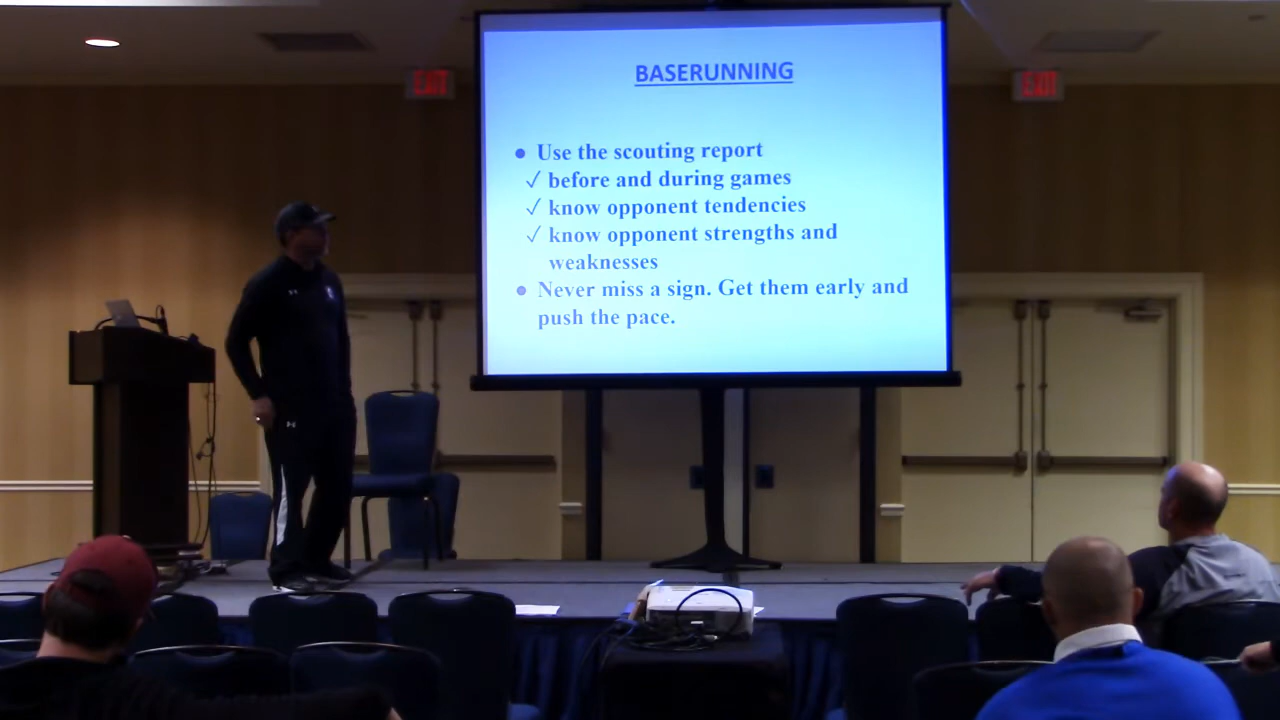 EXIT
EXIT
BASERUNNING
● Use the scouting report
✓ before and during games
✓ know opponent tendencies
✓ know opponent strengths and
weaknesses
● Never miss a sign. Get them early and
push the pace.